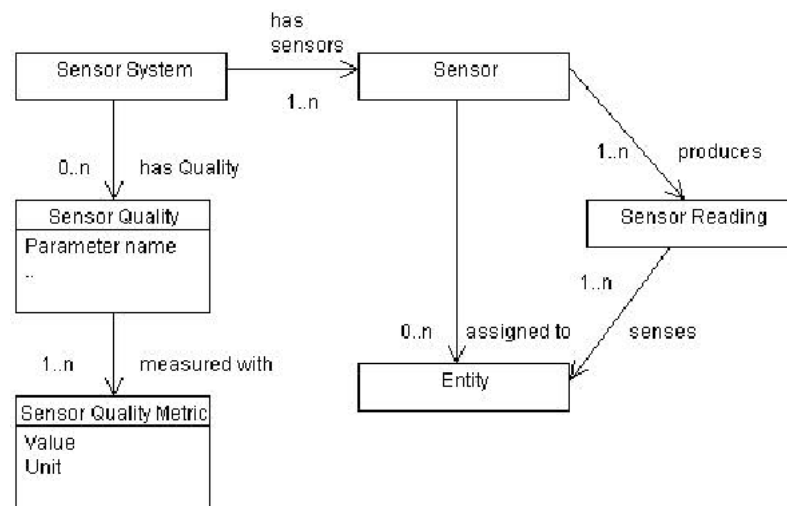 has
sensors
Sensor System
Sensor
1..n
1..n
produces
0..n
has Quality
Sensor Quality
Parameter name
..
Sensor Reading
1..n
0..n
assigned to
senses
1..n
measured with
Entity
Sensor Quality Metric
Value
Unit